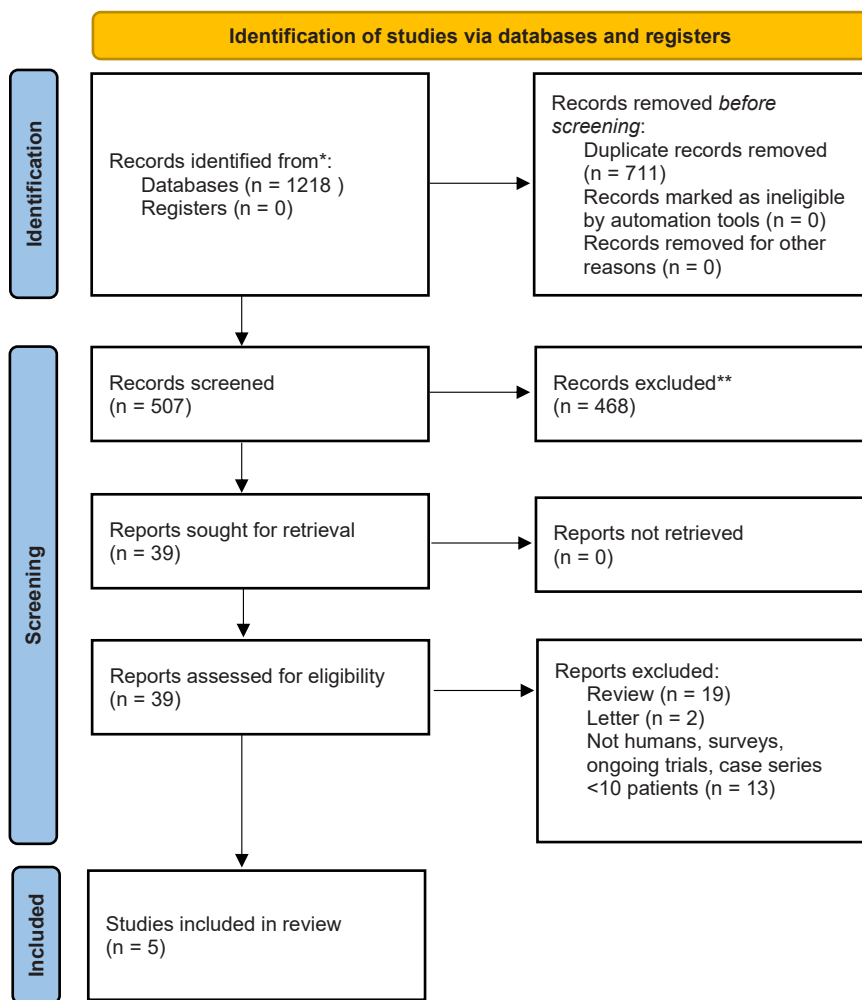 Identification of studies via databases and registers
Identification
Records identified from*:
Databases (n = 1218 )
Registers (n = 0)
Records removed before
screening:
Duplicate records removed
(n = 711)
Records marked as ineligible
by automation tools (n = 0)
Records removed for other
reasons (n = 0)
Screening
Records screened
(n = 507)
Records excluded**
(n = 468)
Reports sought for retrieval
(n = 39)
Reports not retrieved
(n = 0)
Reports assessed for eligibility
(n = 39)
Reports excluded:
Review (n = 19)
Letter (n = 2)
Not humans, surveys,
ongoing trials, case series
<10 patients (n = 13)
Included
Studies included in review
(n = 5)